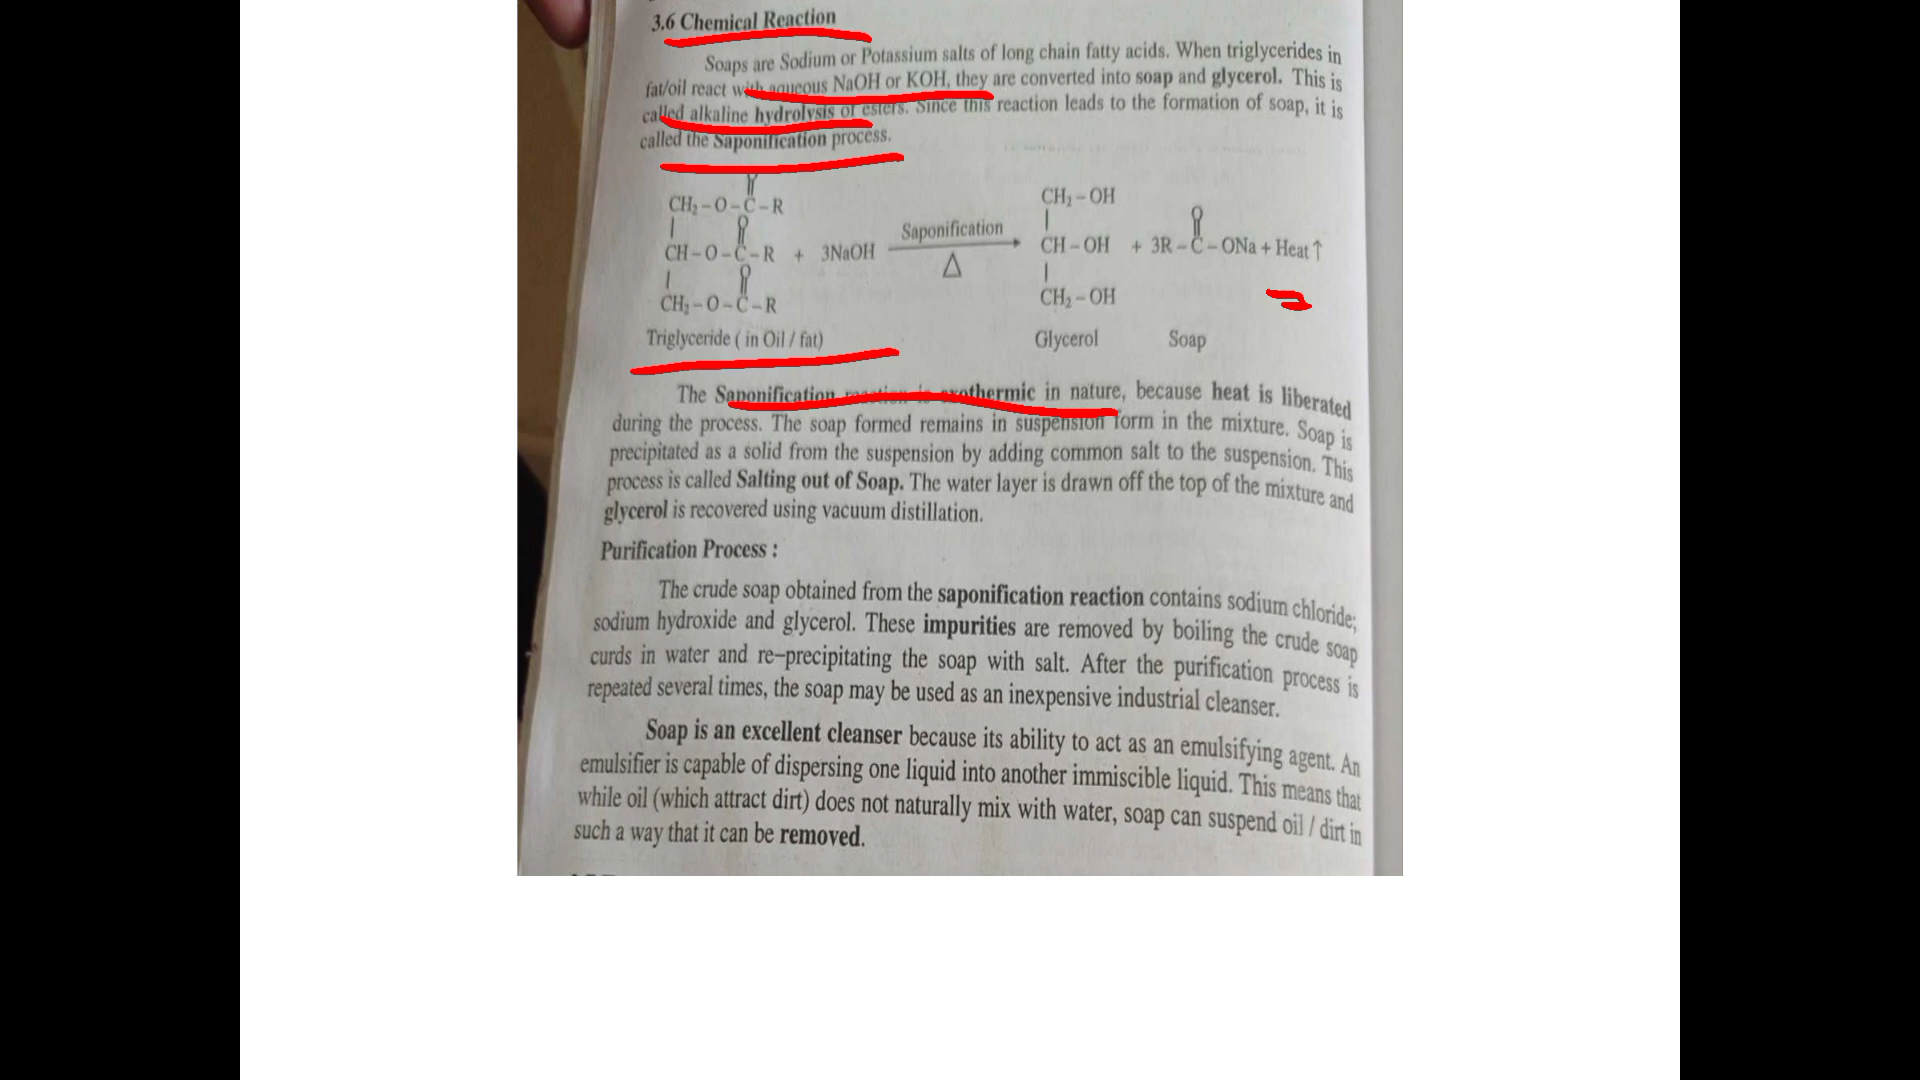 3.6 Chemical Reaction
Soaps are Sodium or Potassium salts of long chain fatty acids. When triglycerides in
fat/oil react with aqueous NaOH or KOH, they are converted into soap and glycerol. This is
called alkaline hydrolysis of esters. Since this reaction leads to the formation of soap, it is
called the Saponification process.
O
CH₂–O–C–R
O
CH–O–C–R + 3NaOH
O
CH₂–O–C–R
Saponification
Δ
CH₂–OH
O
CH–OH + 3R–C–ONa + Heat ↑
CH₂–OH
Triglyceride ( in Oil / fat)
Glycerol
Soap
The Saponification reaction is exothermic in nature, because heat is liberated
during the process. The soap formed remains in suspension form in the mixture. Soap is
precipitated as a solid from the suspension by adding common salt to the suspension. This
process is called Salting out of Soap. The water layer is drawn off the top of the mixture and
glycerol is recovered using vacuum distillation.
Purification Process :
The crude soap obtained from the saponification reaction contains sodium chloride;
sodium hydroxide and glycerol. These impurities are removed by boiling the crude soap
curds in water and re–precipitating the soap with salt. After the purification process is
repeated several times, the soap may be used as an inexpensive industrial cleanser.
Soap is an excellent cleanser because its ability to act as an emulsifying agent. An
emulsifier is capable of dispersing one liquid into another immiscible liquid. This means that
while oil (which attract dirt) does not naturally mix with water, soap can suspend oil / dirt in
such a way that it can be removed.